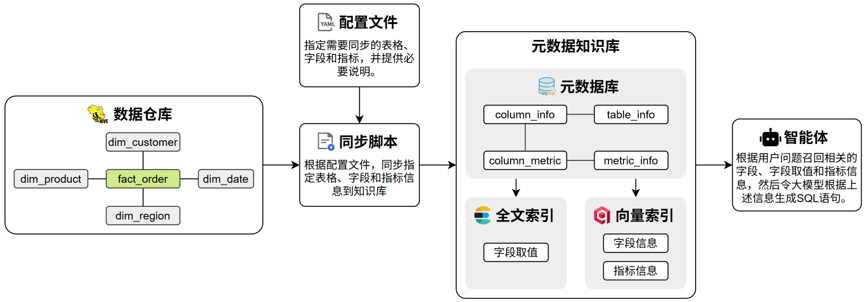 YAML
配置文件
指定需要同步的表格、
字段和指标，并提供必
要说明。
HIVE
数据仓库
dim_customer
dim_product
fact_order
dim_date
dim_region
同步脚本
根据配置文件，同步指
定表格、字段和指标信
息到知识库
元数据知识库
元数据库
column_info
table_info
column_metric
metric_info
全文索引
字段取值
向量索引
字段信息
指标信息
智能体
根据用户问题召回相关的
字段、字段取值和指标信
息，然后令大模型根据上
述信息生成SQL语句。